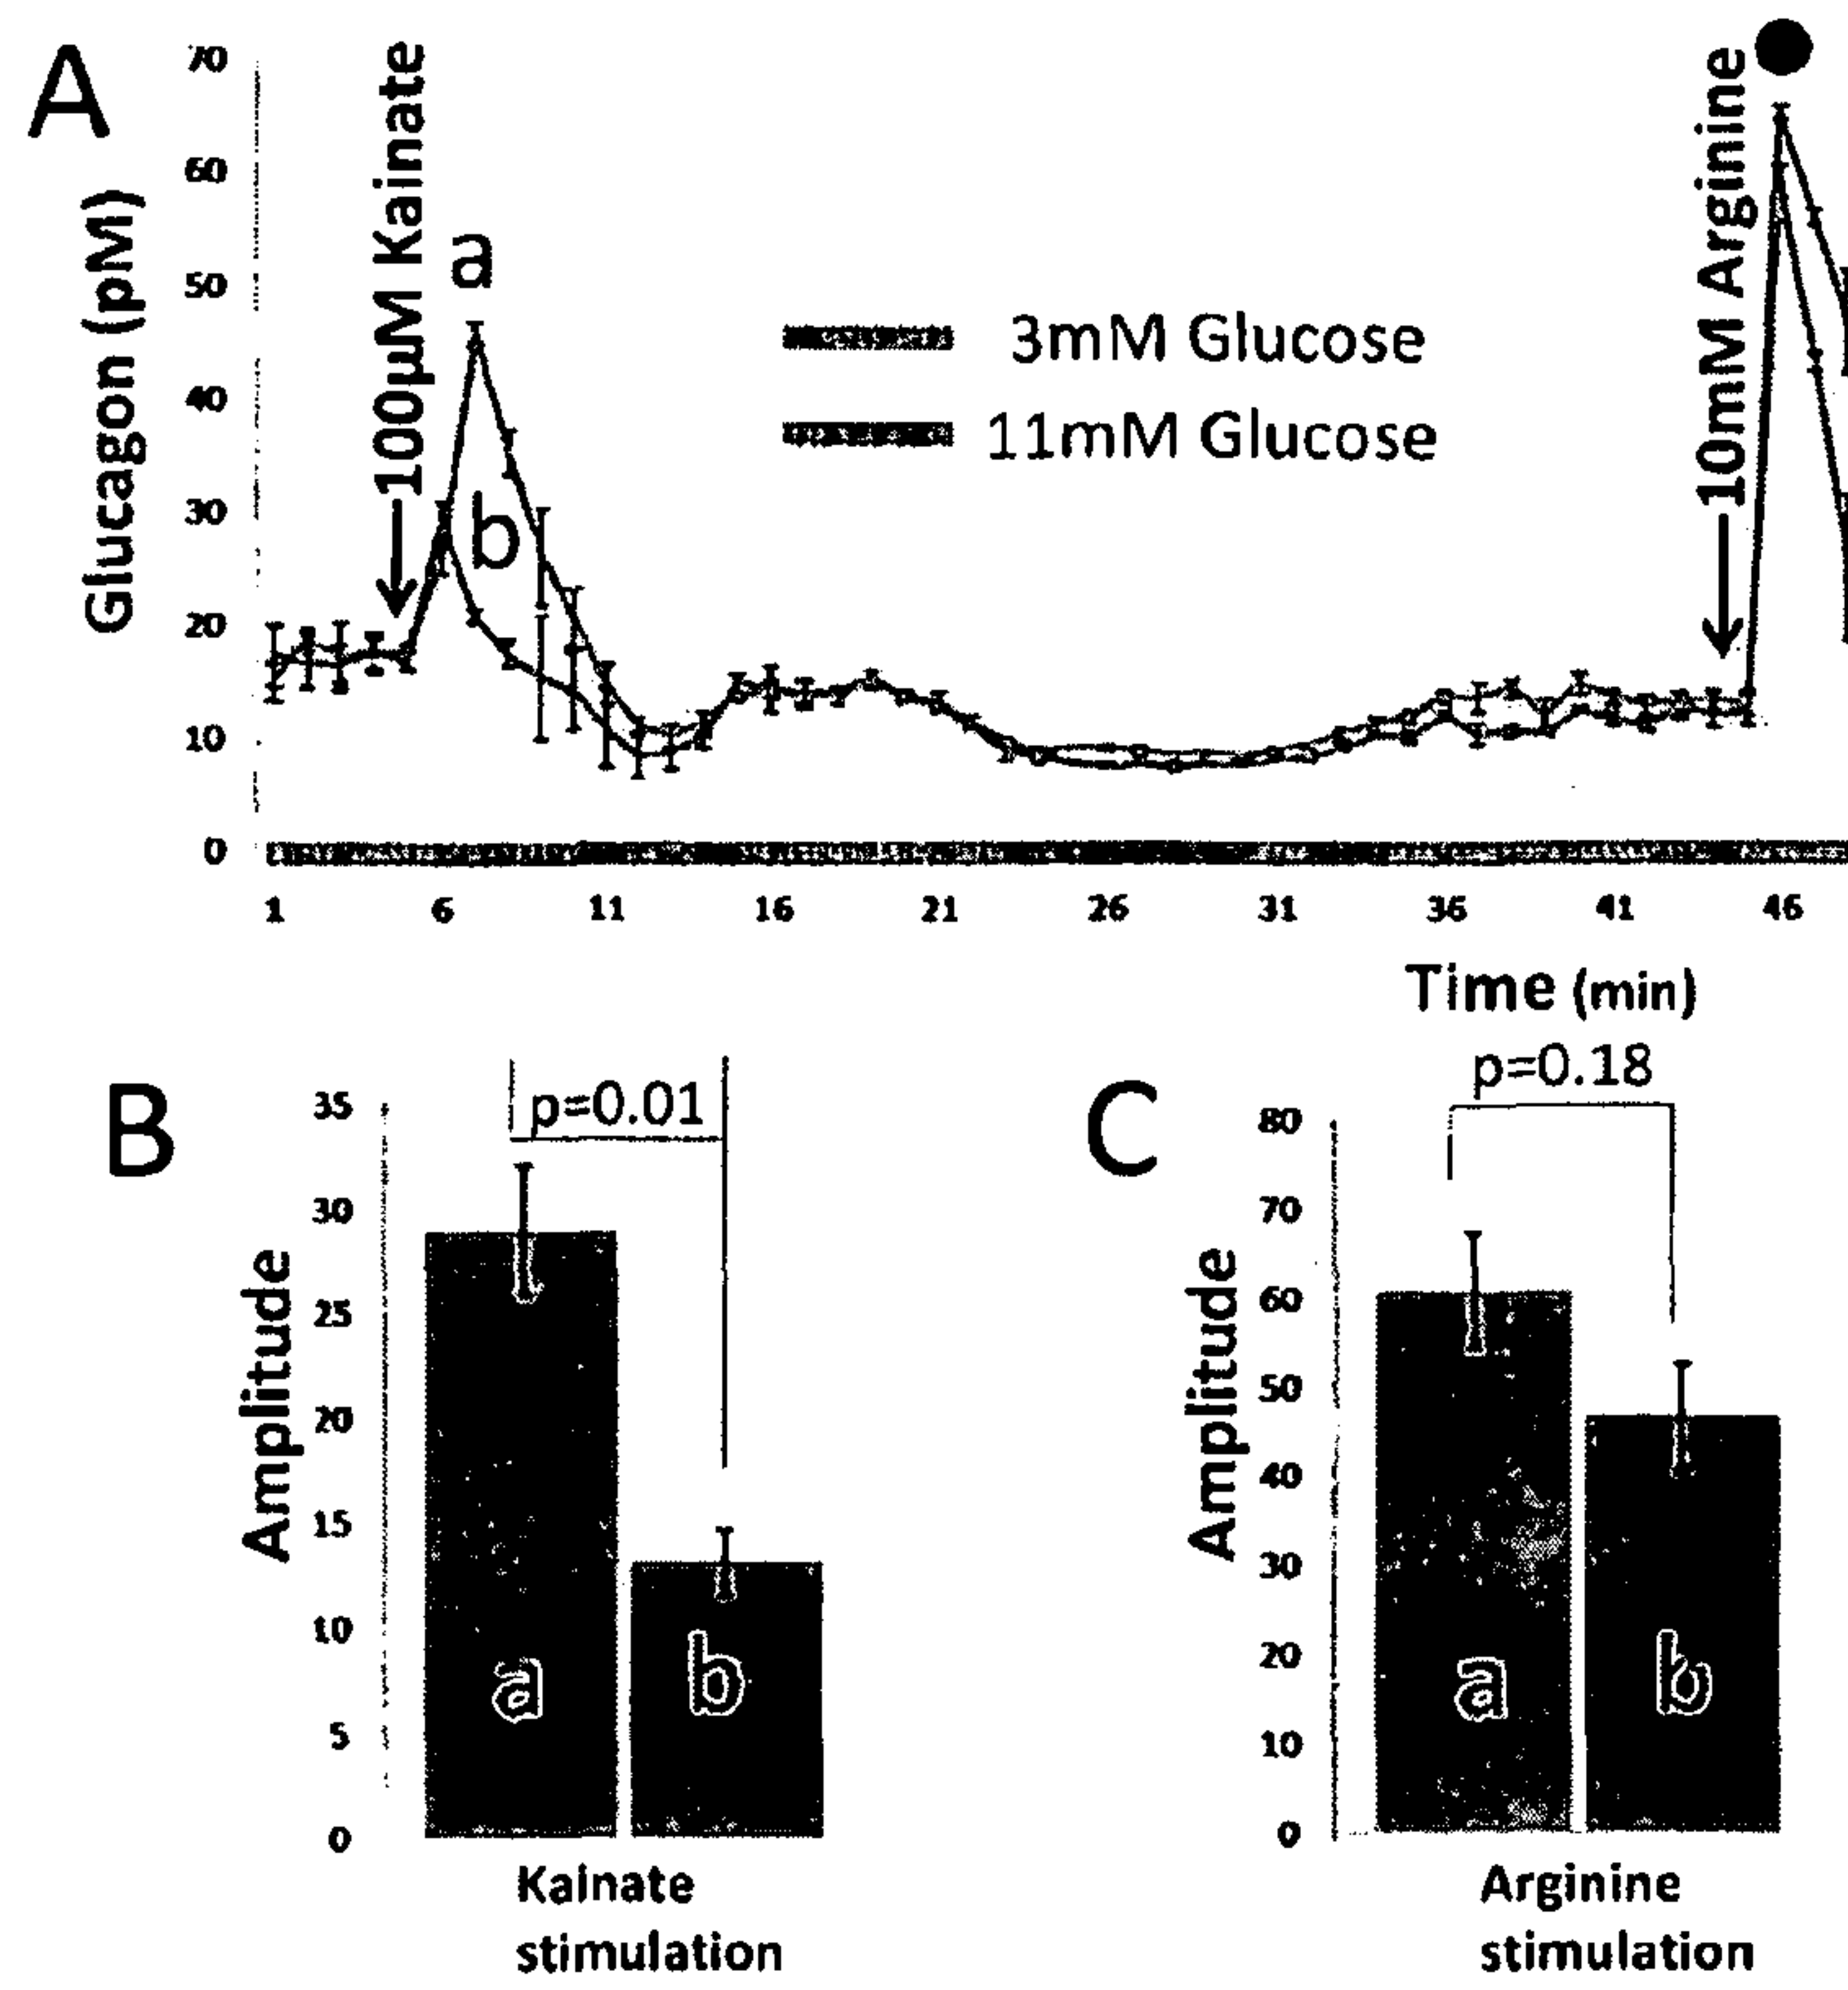 A
Glucagon (pM)
70
60
50
40
30
20
10
0
100µM Kainate
a
b
3mM Glucose
11mM Glucose
10mM Arginine
1 6 11 16 21 26 31 36 41 46
Time (min)
B
Amplitude
35
30
25
20
15
10
5
0
p=0.01
a b
Kainate
stimulation
C
Amplitude
80
70
60
50
40
30
20
10
0
p=0.18
a b
Arginine
stimulation